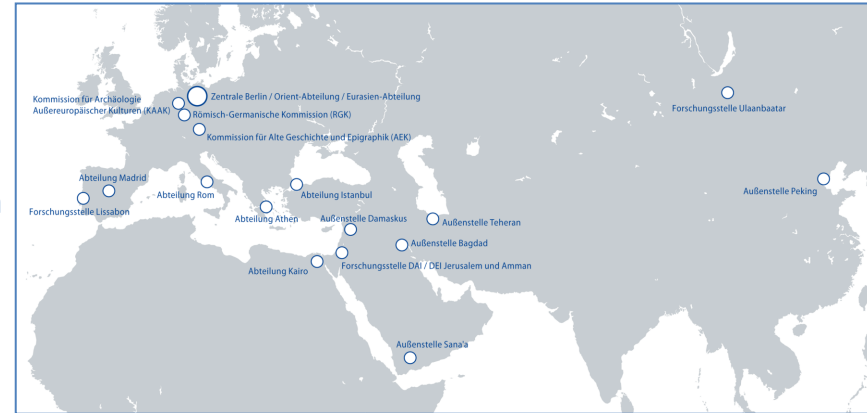 Zentrale Berlin / Orient-Abteilung / Eurasien-Abteilung
Kommission für Archäologie
Außereuropäischer Kulturen (KAAK)
Römisch-Germanische Kommission (RGK)
Kommission für Alte Geschichte und Epigraphik (AEK)
Forschungsstelle Ulaanbaatar
Abteilung Madrid
Abteilung Rom
Abteilung Istanbul
Außenstelle Peking
Forschungsstelle Lissabon
Abteilung Athen
Außenstelle Damaskus
Außenstelle Teheran
Außenstelle Bagdad
Abteilung Kairo
Forschungsstelle DAI / DEI Jerusalem und Amman
Außenstelle Sana'a